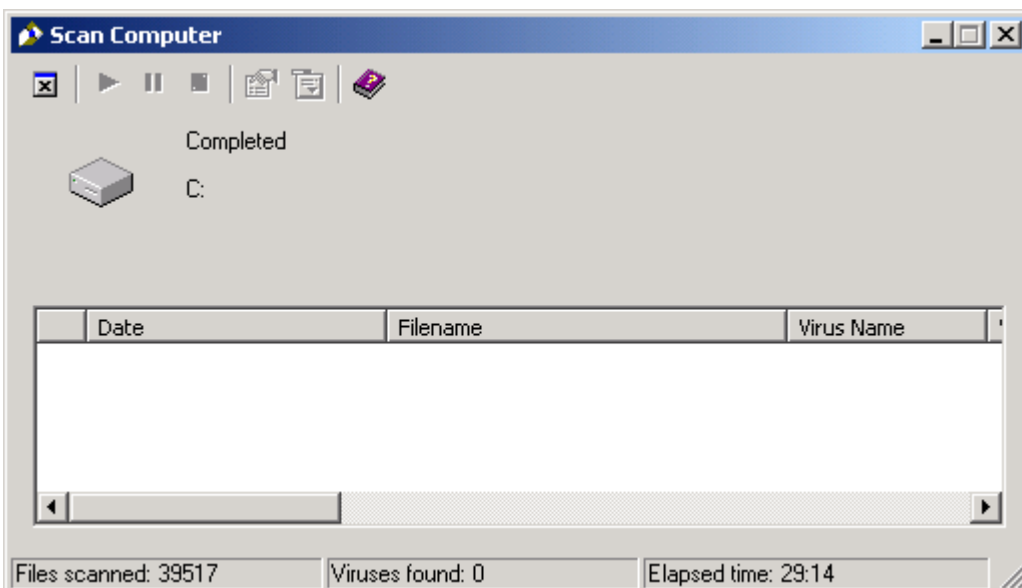 Scan Computer
Completed
C:
Date Filename Virus Name
Files scanned: 39517 Viruses found: 0 Elapsed time: 29:14